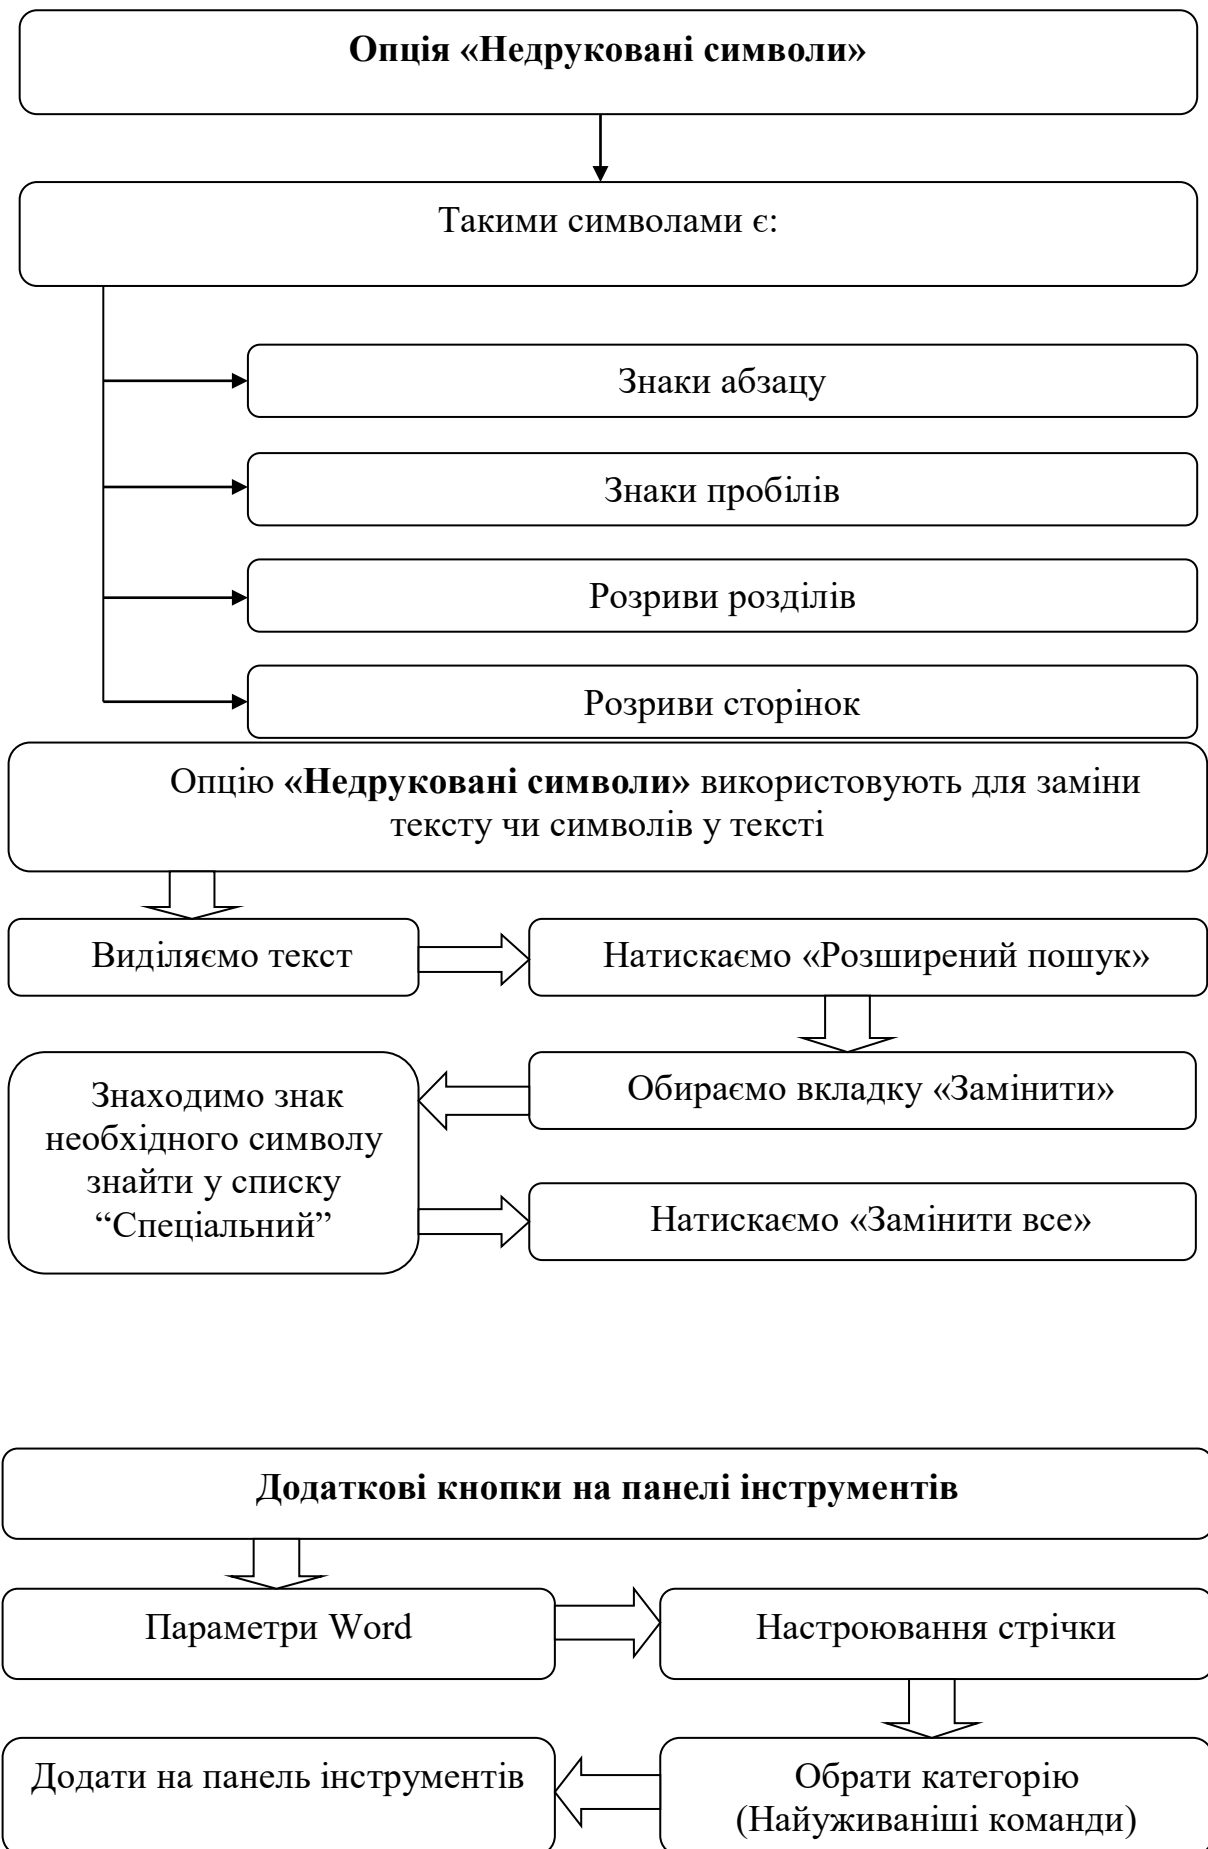 Опція «Недруковані символи»
Такими символами є:
Знаки абзацу
Знаки пробілів
Розриви розділів
Розриви сторінок
Опцію «Недруковані символи» використовують для заміни
тексту чи символів у тексті
Виділяємо текст
Натискаємо «Розширений пошук»
Обираємо вкладку «Замінити»
Знаходимо знак
необхідного символу
знайти у списку
“Спеціальний”
Натискаємо «Замінити все»
Додаткові кнопки на панелі інструментів
Параметри Word
Настроювання стрічки
Обрати категорію
(Найуживаніші команди)
Додати на панель інструментів